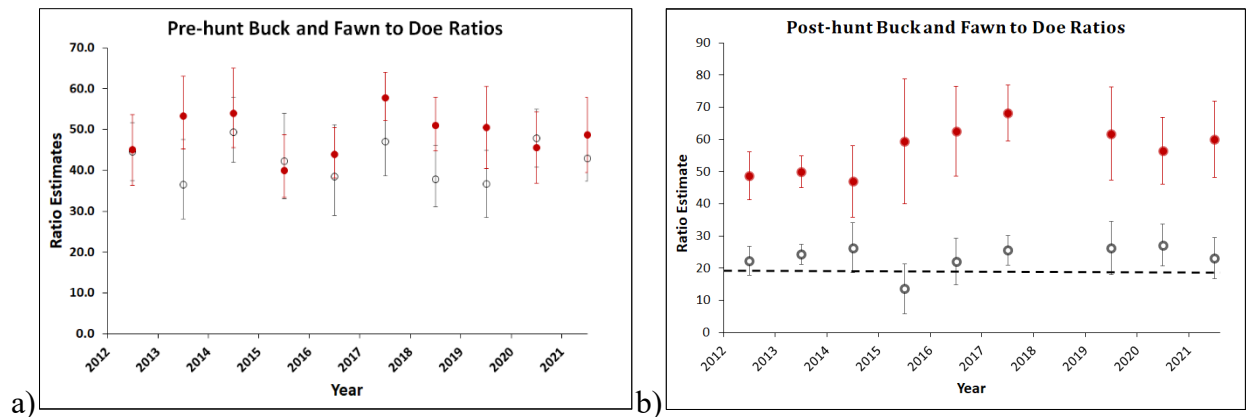 Pre-hunt Buck and Fawn to Doe Ratios
70.0
60.0
50.0
40.0
30.0
20.0
10.0
0.0
Ratio Estimates
2012 2013 2014 2015 2016 2017 2018 2019 2020 2021
Year
a)
Post-hunt Buck and Fawn to Doe Ratios
90
80
70
60
50
40
30
20
10
0
Ratio Estimate
2012 2013 2014 2015 2016 2017 2018 2019 2020 2021
Year
b)